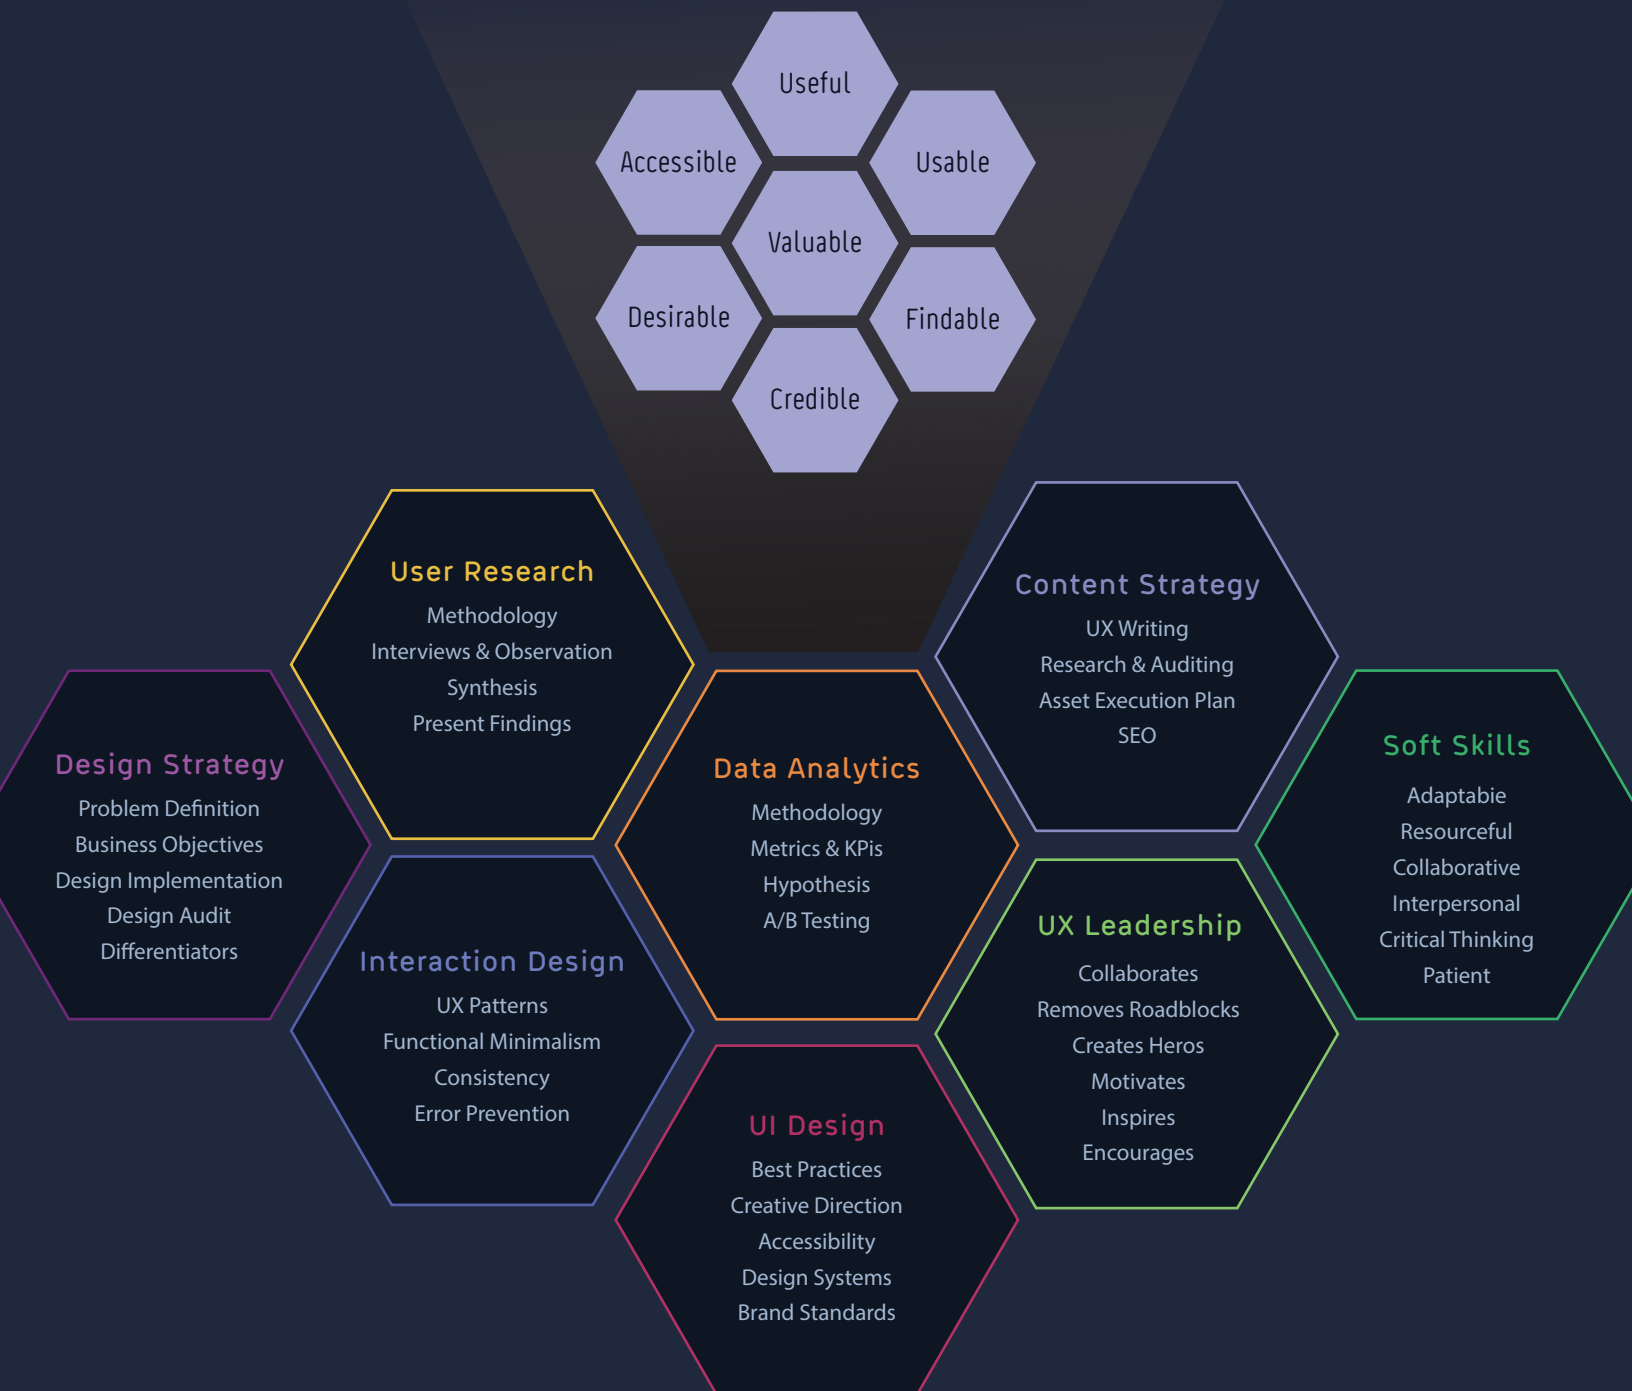 Useful
Accessible
Usable
Valuable
Desirable
Findable
Credible
User Research
Methodology
Interviews & Observation
Synthesis
Present Findings
Content Strategy
UX Writing
Research & Auditing
Asset Execution Plan
SEO
Design Strategy
Problem Definition
Business Objectives
Design Implementation
Design Audit
Differentiators
Data Analytics
Methodology
Metrics & KPis
Hypothesis
A/B Testing
Soft Skills
Adaptabie
Resourceful
Collaborative
Interpersonal
Critical Thinking
Patient
Interaction Design
UX Patterns
Functional Minimalism
Consistency
Error Prevention
UX Leadership
Collaborates
Removes Roadblocks
Creates Heros
Motivates
Inspires
Encourages
UI Design
Best Practices
Creative Direction
Accessibility
Design Systems
Brand Standards